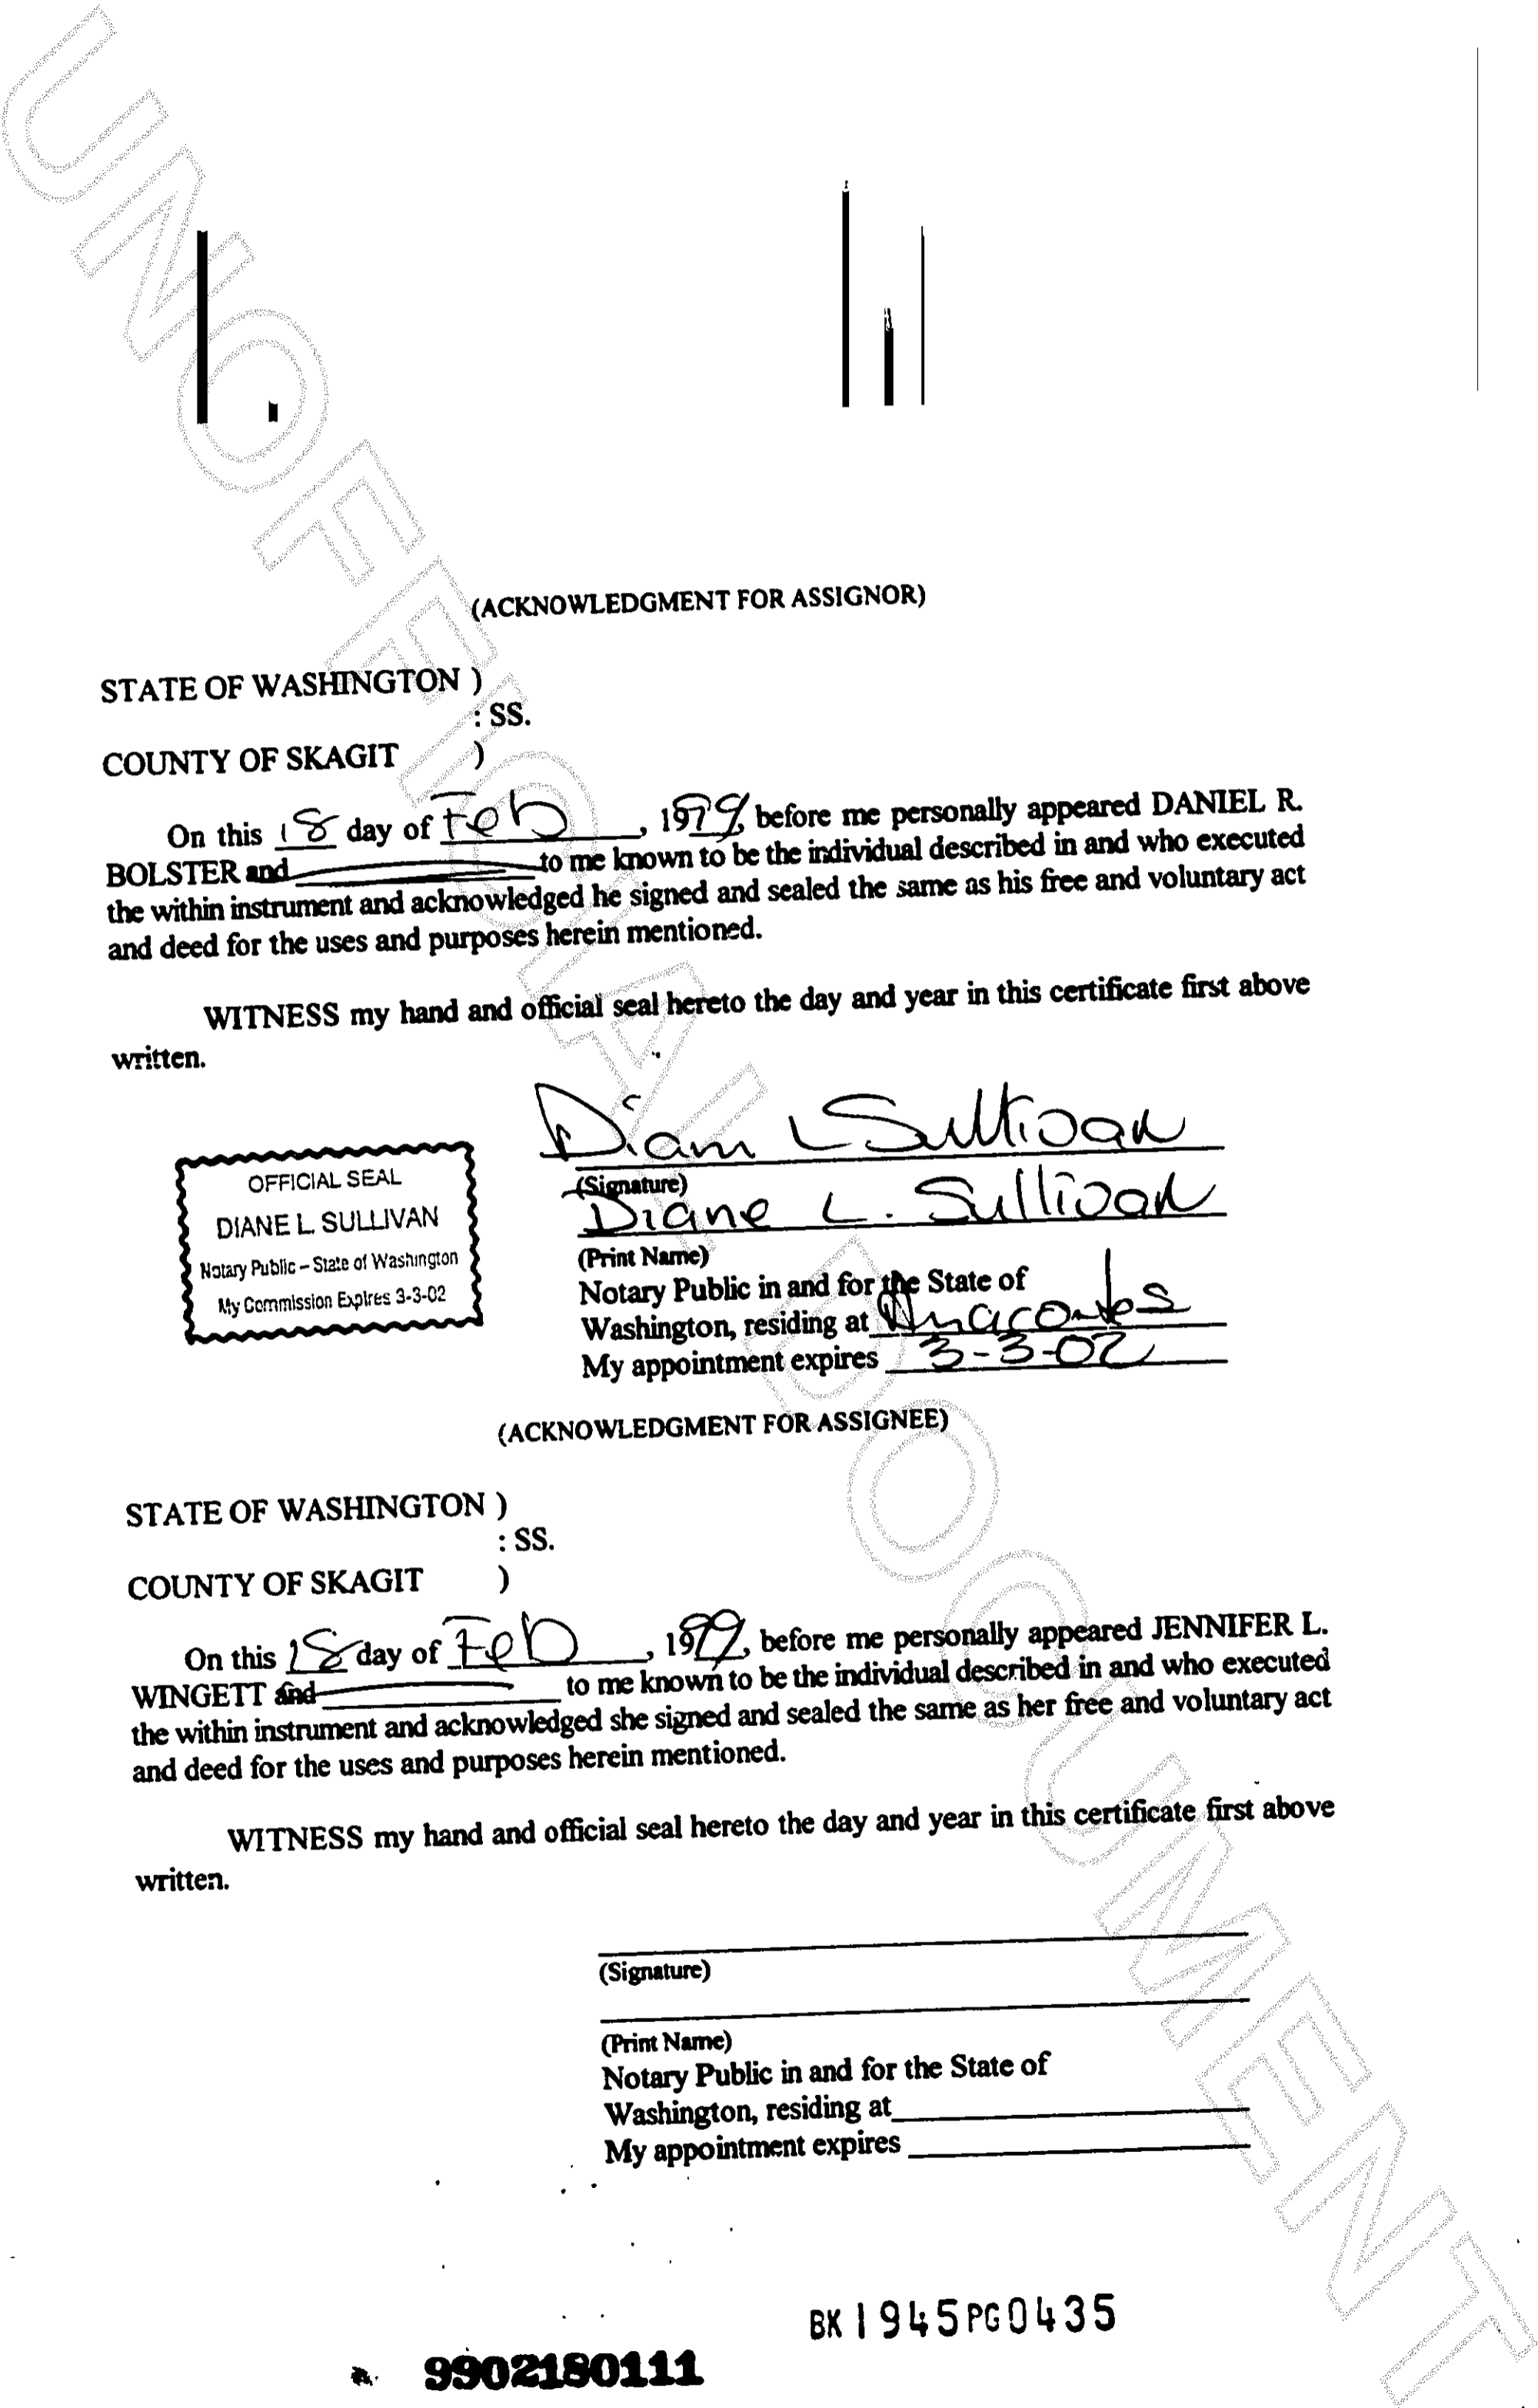 (ACKNOWLEDGMENT FOR ASSIGNOR)
STATE OF WASHINGTON )
: SS.
COUNTY OF SKAGIT )
On this 18 day of Feb, 1999, before me personally appeared DANIEL R.
BOLSTER and to me known to be the individual described in and who executed
the within instrument and acknowledged he signed and sealed the same as his free and voluntary act
and deed for the uses and purposes herein mentioned.
WITNESS my hand and official seal hereto the day and year in this certificate first above
written.
OFFICIAL SEAL
DIANE L SULLIVAN
Notary Public – State of Washington
My Commission Expires 3-3-02
Diane L Sullivan
(Signature)
Diane L. Sullivan
(Print Name)
Notary Public in and for the State of
Washington, residing at Anacortes
My appointment expires 3-3-02
(ACKNOWLEDGMENT FOR ASSIGNEE)
STATE OF WASHINGTON )
: SS.
COUNTY OF SKAGIT )
On this 18 day of Feb, 1999, before me personally appeared JENNIFER L.
WINGETT and to me known to be the individual described in and who executed
the within instrument and acknowledged she signed and sealed the same as her free and voluntary act
and deed for the uses and purposes herein mentioned.
WITNESS my hand and official seal hereto the day and year in this certificate first above
written.
(Signature)
(Print Name)
Notary Public in and for the State of
Washington, residing at
My appointment expires
BK1945PG0435
9902180111
UNOFFICIAL DOCUMENT